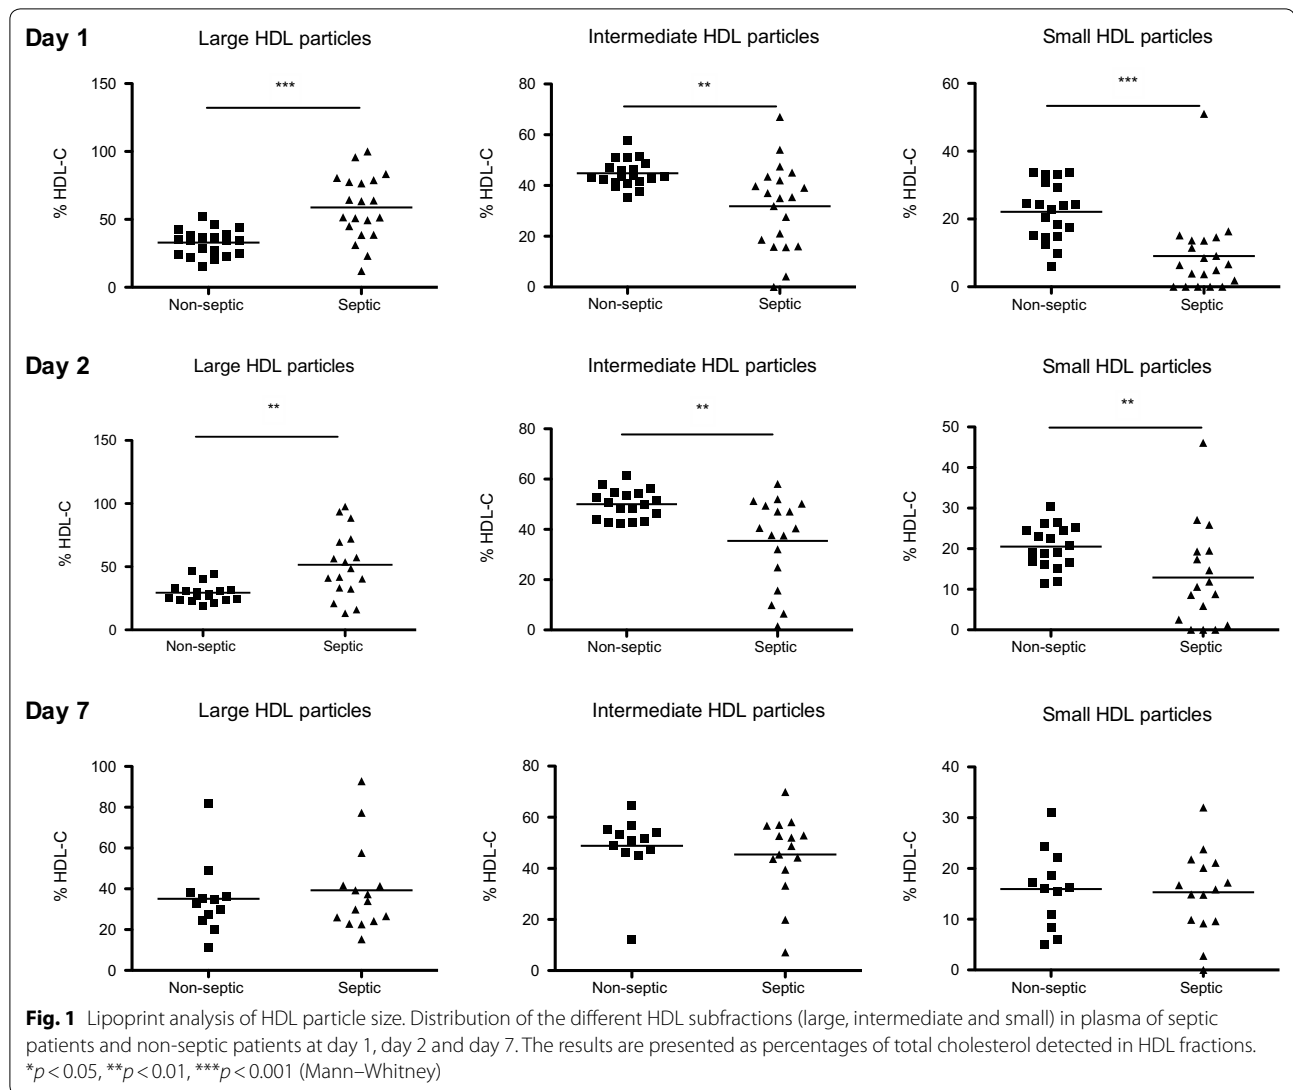 Day 1
Large HDL particles
Intermediate HDL particles
Small HDL particles
***
**
***
150
100
50
0
% HDL-C
Non-septic
Septic
80
60
40
20
0
% HDL-C
Non-septic
Septic
60
40
20
0
% HDL-C
Non-septic
Septic
Day 2
Large HDL particles
Intermediate HDL particles
Small HDL particles
**
**
**
150
100
50
0
% HDL-C
Non-septic
Septic
80
60
40
20
0
% HDL-C
Non-septic
Septic
50
40
30
20
10
0
% HDL-C
Non-septic
Septic
Day 7
Large HDL particles
Intermediate HDL particles
Small HDL particles
100
80
60
40
20
0
% HDL-C
Non-septic
Septic
80
60
40
20
0
% HDL-C
Non-septic
Septic
40
30
20
10
0
% HDL-C
Non-septic
Septic
Fig. 1 Lipoprint analysis of HDL particle size. Distribution of the different HDL subfractions (large, intermediate and small) in plasma of septic
patients and non-septic patients at day 1, day 2 and day 7. The results are presented as percentages of total cholesterol detected in HDL fractions.
*p < 0.05, **p < 0.01, ***p < 0.001 (Mann–Whitney)